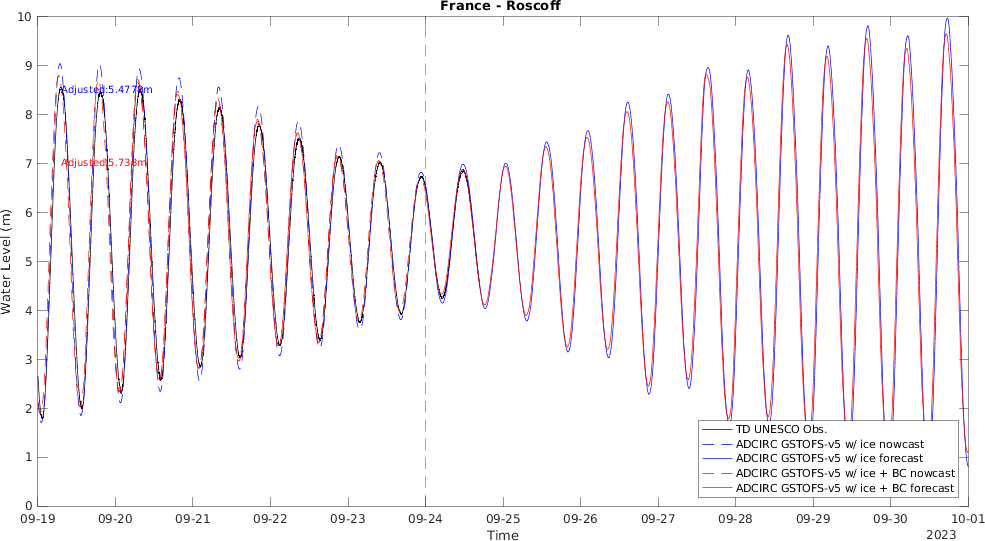 France - Roscoff
Water Level (m)
10
9
8
7
6
5
4
3
2
1
0
Adjusted:5.4778m
Adjusted:5.738m
TD UNESCO Obs.
ADCIRC GSTOFS-v5 w/ ice nowcast
ADCIRC GSTOFS-v5 w/ ice forecast
ADCIRC GSTOFS-v5 w/ ice + BC nowcast
ADCIRC GSTOFS-v5 w/ ice + BC forecast
09-19 09-20 09-21 09-22 09-23 09-24 09-25 09-26 09-27 09-28 09-29 09-30 10-01
Time
2023